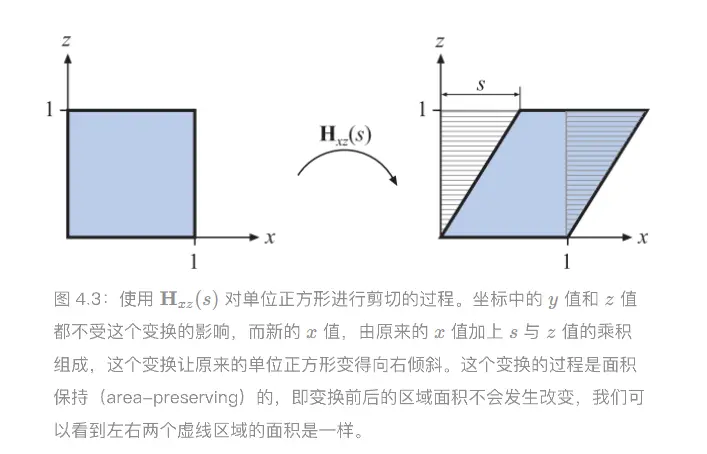 z
1
1
x
H_xz(s)
z
s
1
1
x
图 4.3：使用 H_xz(s) 对单位正方形进行剪切的过程。坐标中的 y 值和 z 值
都不受这个变换的影响，而新的 x 值，由原来的 x 值加上 s 与 z 值的乘积
组成，这个变换让原来的单位正方形变得向右倾斜。这个变换的过程是面积
保持（area-preserving）的，即变换前后的区域面积不会发生改变，我们可
以看到左右两个虚线区域的面积是一样。